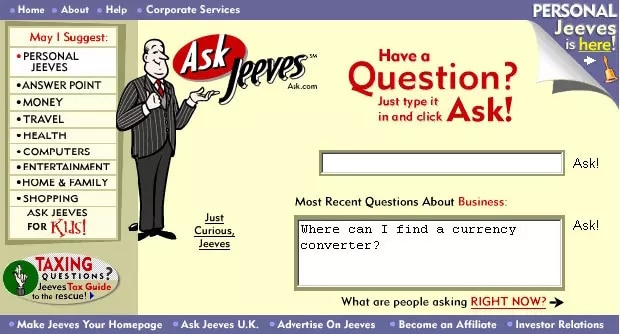 Home • About • Help • Corporate Services
PERSONAL
Jeeves
is here!
May I Suggest:
• PERSONAL
JEEVES
• ANSWER POINT
• MONEY
• TRAVEL
• HEALTH
• COMPUTERS
• ENTERTAINMENT
• HOME & FAMILY
• SHOPPING
ASK JEEVES
FOR Kids!
TAXING
QUESTIONS?
Jeeves Tax Guide
to the rescue!
Ask
Jeeves℠
Ask.com
Have a
Question?
Just type it
in and click Ask!
Ask!
Just
Curious,
Jeeves
Most Recent Questions About Business:
Where can I find a currency
converter?
Ask!
What are people asking RIGHT NOW?
• Make Jeeves Your Homepage • Ask Jeeves U.K. • Advertise On Jeeves • Become an Affiliate • Investor Relations